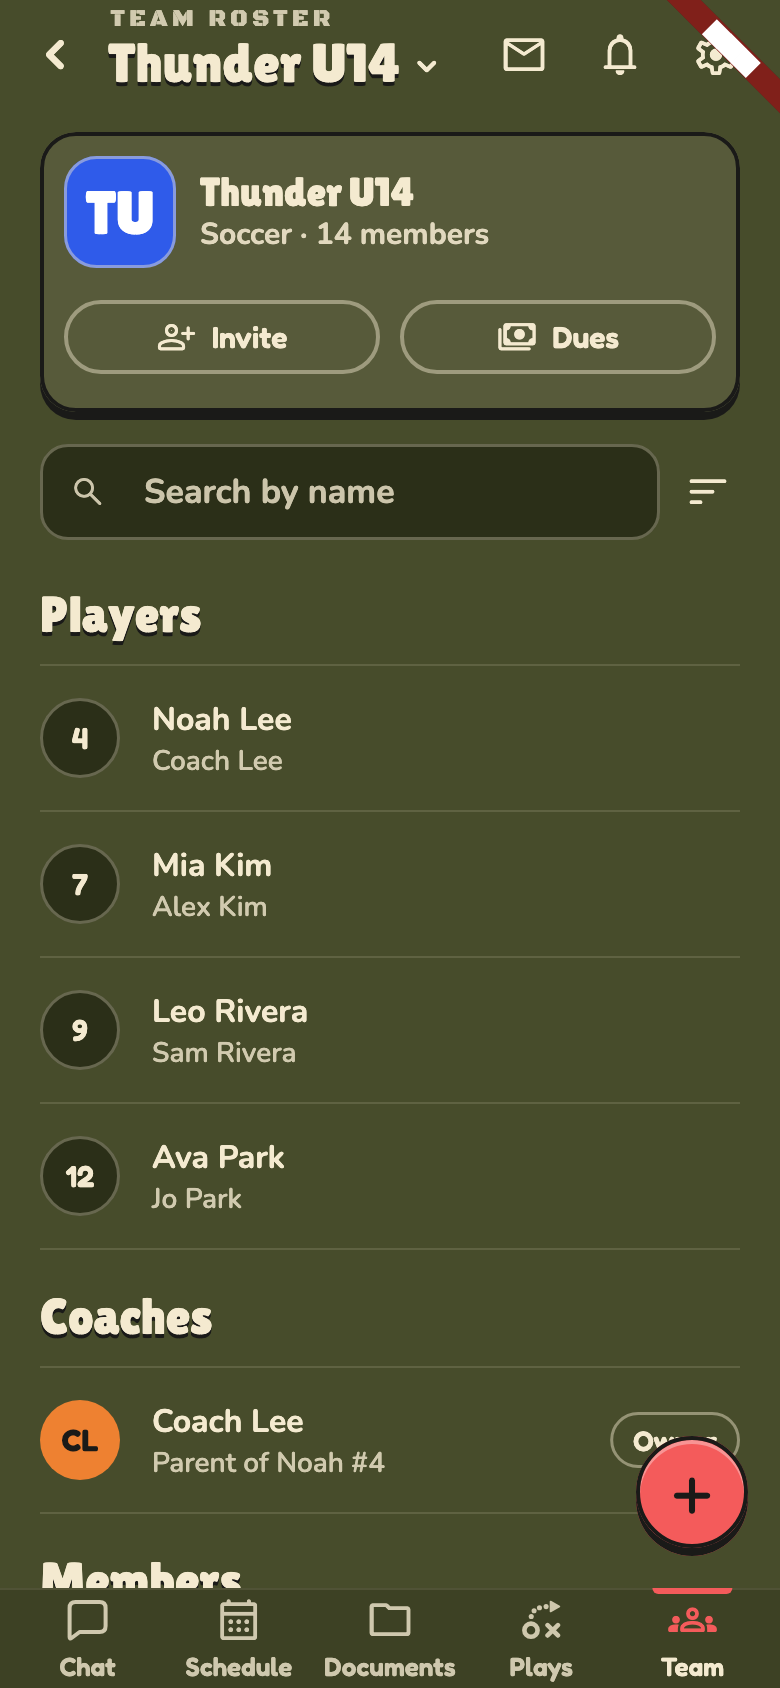 TEAM ROSTER
Thunder U14
TU
Thunder U14
Soccer · 14 members
Invite
Dues
Search by name
Players
4
Noah Lee
Coach Lee
7
Mia Kim
Alex Kim
9
Leo Rivera
Sam Rivera
12
Ava Park
Jo Park
Coaches
CL
Coach Lee
Parent of Noah #4
Members
Chat
Schedule
Documents
Plays
Team